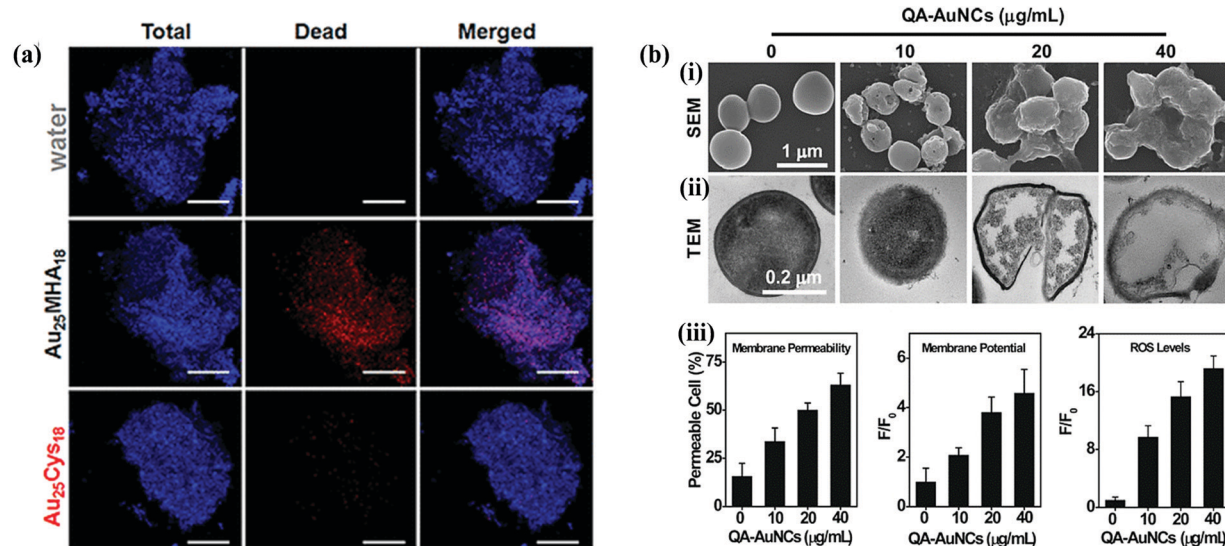 (a)
Total Dead Merged
water
Au₂₅MHA₁₈
Au₂₅Cys₁₈
(b)
QA-AuNCs (μg/mL)
0 10 20 40
(i)
SEM
1 μm
(ii)
TEM
0.2 μm
(iii)
Membrane Permeability
Permeable Cell (%)
75
50
25
0
0 10 20 40
QA-AuNCs (μg/mL)
Membrane Potential
F/F₀
6
4
2
0
0 10 20 40
QA-AuNCs (μg/mL)
ROS Levels
F/F₀
24
16
8
0
0 10 20 40
QA-AuNCs (μg/mL)